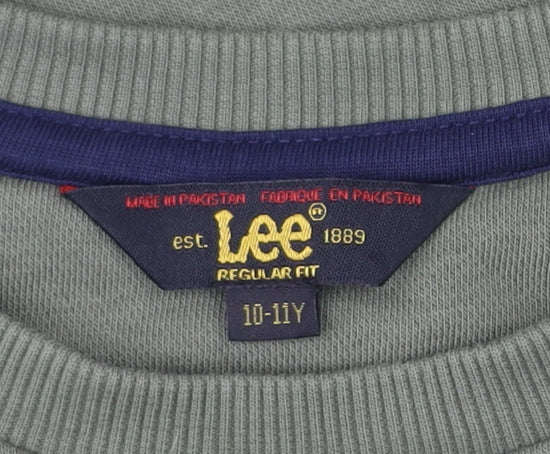 MADE IN PAKISTAN FABRIQUE EN PAKISTAN
est. Lee® 1889
REGULAR FIT
10-11Y